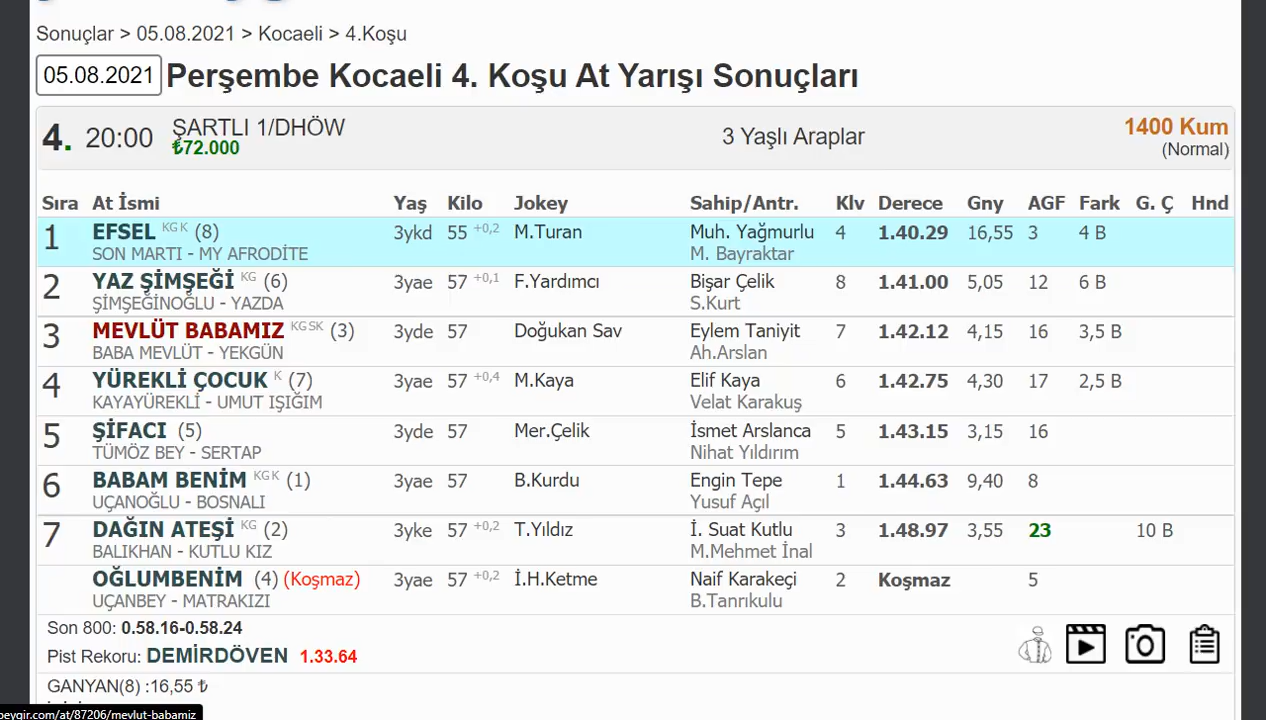 Sonuçlar > 05.08.2021 > Kocaeli > 4.Koşu
05.08.2021 Perşembe Kocaeli 4. Koşu At Yarışı Sonuçları
4. 20:00 ŞARTLI 1/DHÖW 3 Yaşlı Araplar 1400 Kum
₺72.000 (Normal)
Sıra At İsmi Yaş Kilo Jokey Sahip/Antr. Klv Derece Gny AGF Fark G. Ç Hnd
1 EFSEL KG K (8) 3ykd 55 +0,2 M.Turan Muh. Yağmurlu 4 1.40.29 16,55 3 4 B
SON MARTI - MY AFRODİTE M. Bayraktar
2 YAZ ŞİMŞEĞİ KG (6) 3yae 57 +0,1 F.Yardımcı Bişar Çelik 8 1.41.00 5,05 12 6 B
ŞİMŞEĞİNOĞLU - YAZDA S.Kurt
3 MEVLÜT BABAMIZ KG SK (3) 3yde 57 Doğukan Sav Eylem Taniyit 7 1.42.12 4,15 16 3,5 B
BABA MEVLÜT - YEKGÜN Ah.Arslan
4 YÜREKLİ ÇOCUK K (7) 3yae 57 +0,4 M.Kaya Elif Kaya 6 1.42.75 4,30 17 2,5 B
KAYAYÜREKLİ - UMUT IŞIĞIM Velat Karakuş
5 ŞİFACI (5) 3yde 57 Mer.Çelik İsmet Arslanca 5 1.43.15 3,15 16
TÜMÖZ BEY - SERTAP Nihat Yıldırım
6 BABAM BENİM KG K (1) 3yae 57 B.Kurdu Engin Tepe 1 1.44.63 9,40 8
UÇANOĞLU - BOSNALI Yusuf Açıl
7 DAĞIN ATEŞİ KG (2) 3yke 57 +0,2 T.Yıldız İ. Suat Kutlu 3 1.48.97 3,55 23 10 B
BALIKHAN - KUTLU KIZ M.Mehmet İnal
OĞLUMBENİM (4) (Koşmaz) 3yae 57 +0,2 İ.H.Ketme Naif Karakeçi 2 Koşmaz 5
UÇANBEY - MATRAKIZI B.Tanrıkulu
Son 800: 0.58.16-0.58.24
Pist Rekoru: DEMİRDÖVEN 1.33.64
GANYAN(8) :16,55 ₺
beygir.com/at/87206/mevlut-babamiz